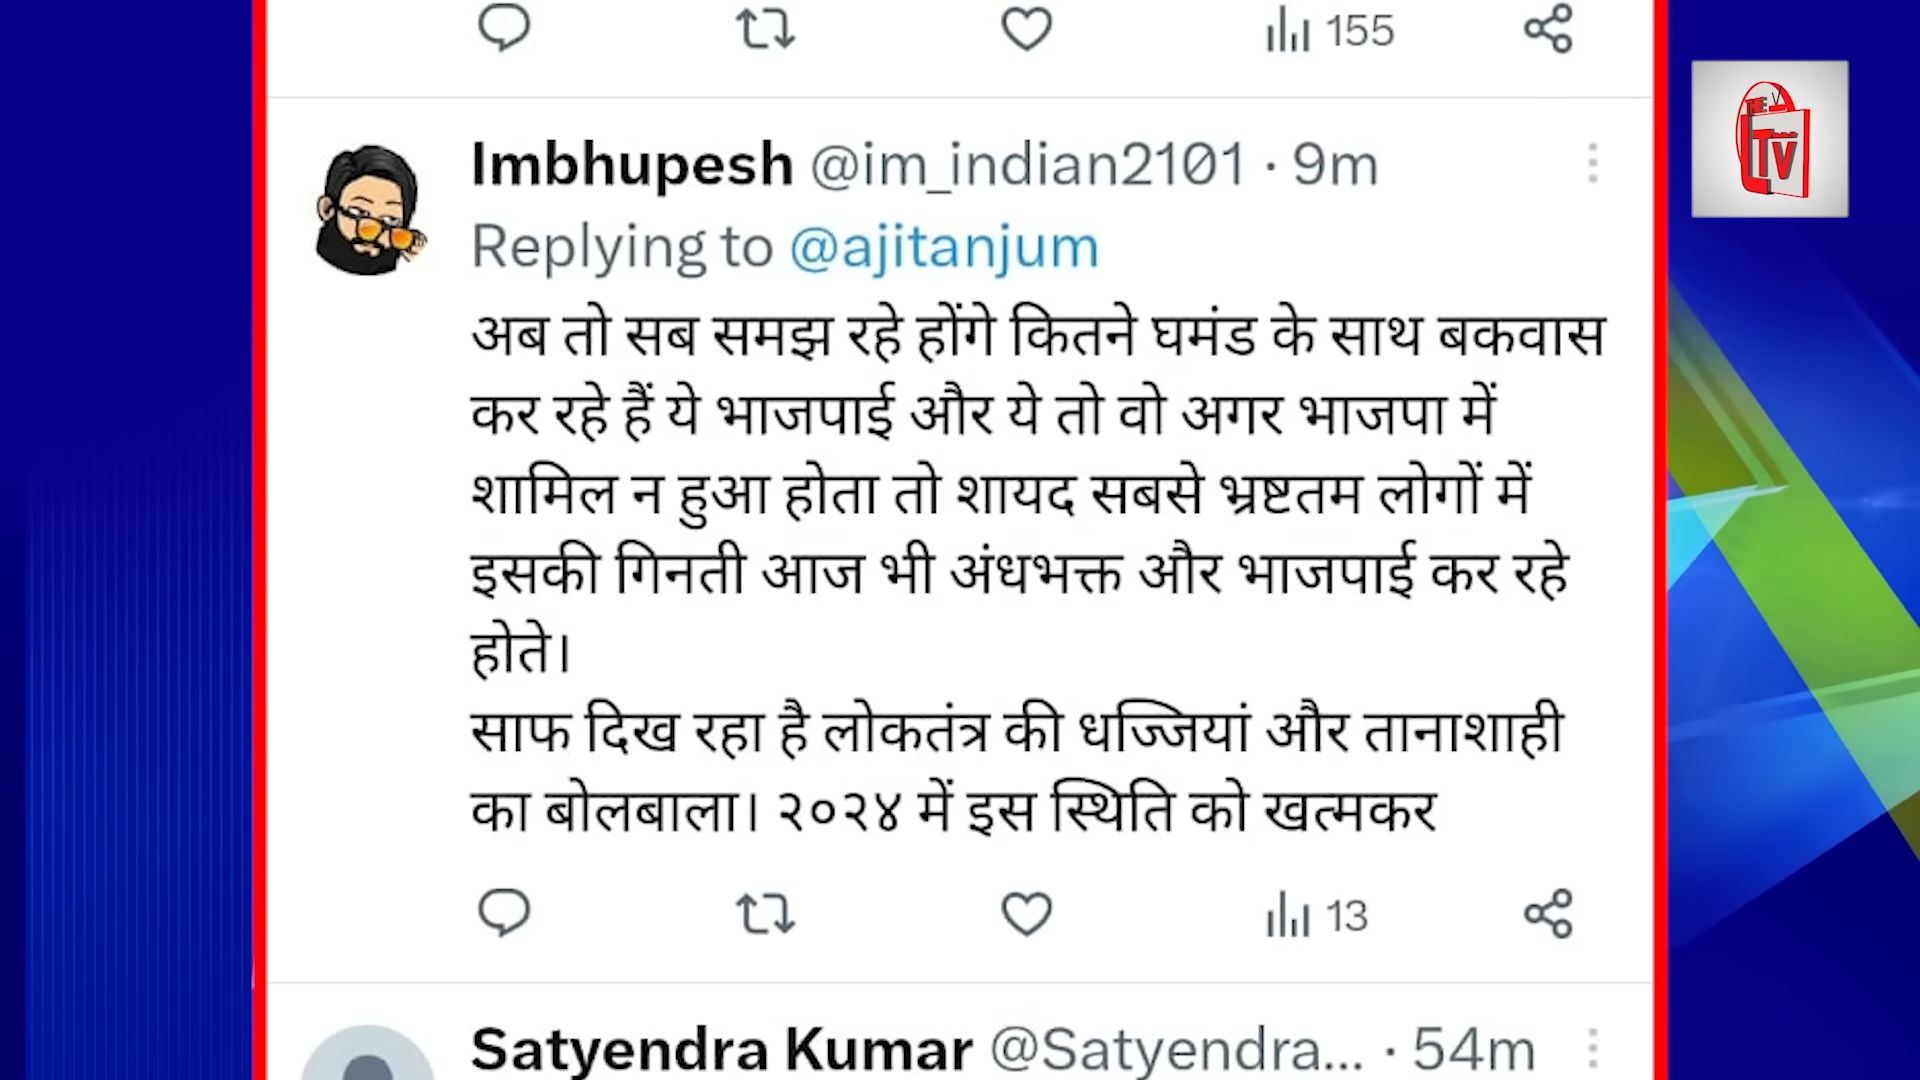 155
Imbhupesh @im_indian2101 · 9m
Replying to @ajitanjum
अब तो सब समझ रहे होंगे कितने घमंड के साथ बकवास
कर रहे हैं ये भाजपाई और ये तो वो अगर भाजपा में
शामिल न हुआ होता तो शायद सबसे भ्रष्टतम लोगों में
इसकी गिनती आज भी अंधभक्त और भाजपाई कर रहे
होते।
साफ दिख रहा है लोकतंत्र की धज्जियां और तानाशाही
का बोलबाला। २०२४ में इस स्थिति को खत्मकर
13
Satyendra Kumar @Satyendra... · 54m
THE
TV